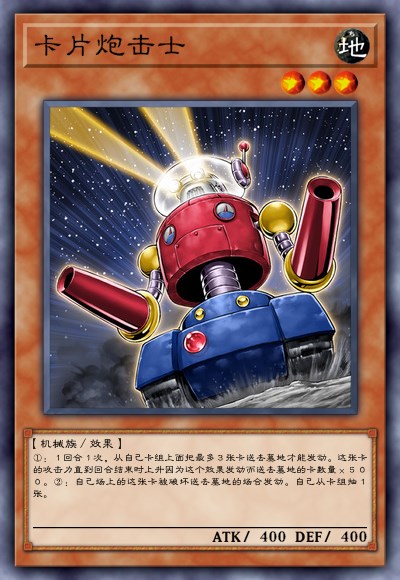 卡片炮击士
地
【机械族／效果】
①：1回合1次，从自己卡组上面把最多3张卡送去墓地才能发动。这张卡
的攻击力直到回合结束时上升因为这个效果发动而送去墓地的卡数量×５０
０。②：自己场上的这张卡被破坏送去墓地的场合发动。自己从卡组抽１
张。
ATK/ 400 DEF/ 400